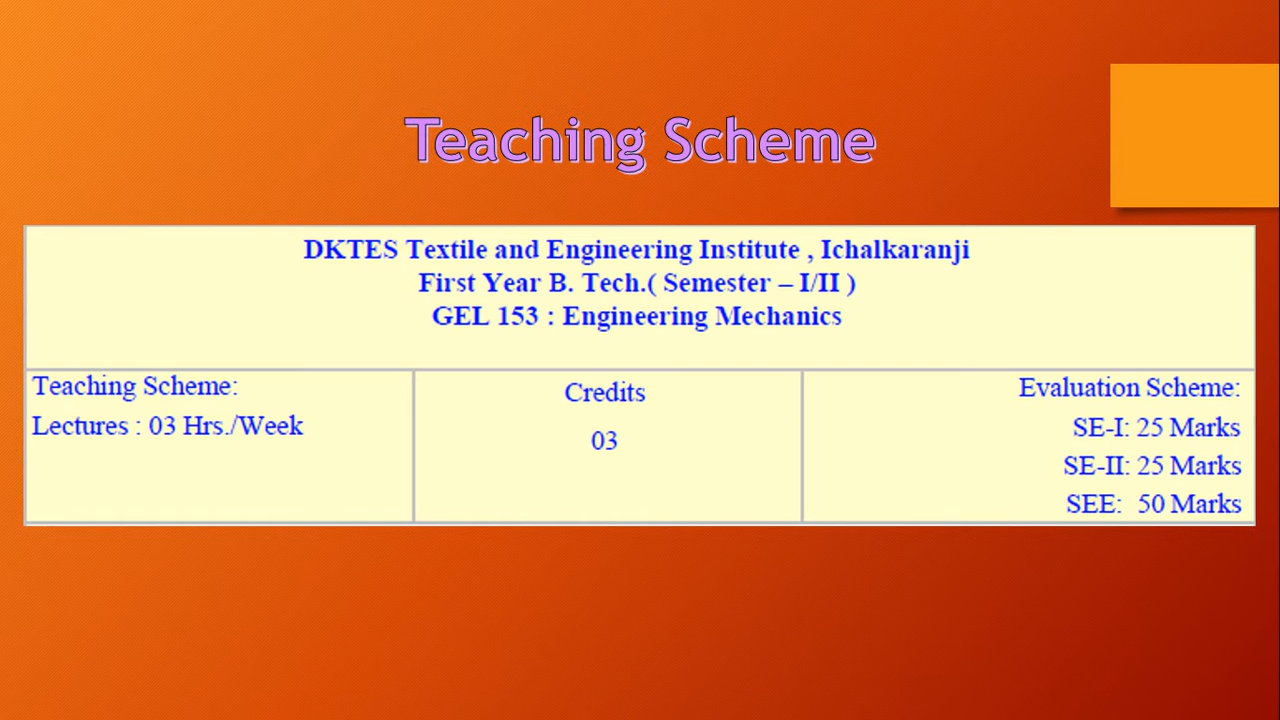 Teaching Scheme
DKTES Textile and Engineering Institute , Ichalkaranji
First Year B. Tech.( Semester – I/II )
GEL 153 : Engineering Mechanics
Teaching Scheme:
Lectures : 03 Hrs./Week
Credits
03
Evaluation Scheme:
SE-I: 25 Marks
SE-II: 25 Marks
SEE: 50 Marks